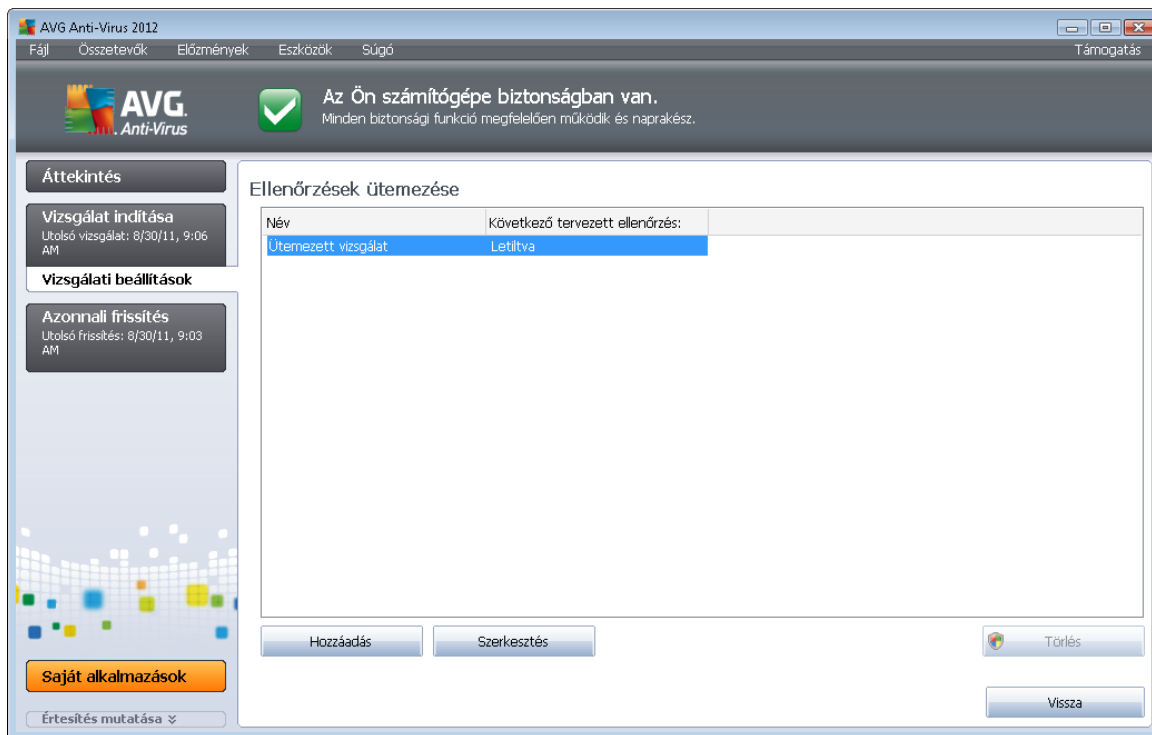 AVG Anti-Virus 2012
Fájl Összetevők Előzmények Eszközök Súgó Támogatás
AVG.
Anti-Virus
Az Ön számítógépe biztonságban van.
Minden biztonsági funkció megfelelően működik és naprakész.
Áttekintés
Vizsgálat indítása
Utolsó vizsgálat: 8/30/11, 9:06
AM
Vizsgálati beállítások
Azonnali frissítés
Utolsó frissítés: 8/30/11, 9:03
AM
Saját alkalmazások
Értesítés mutatása
Ellenőrzések ütemezése
Név Következő tervezett ellenőrzés:
Ütemezett vizsgálat Letiltva
Hozzáadás Szerkesztés Törlés
Vissza